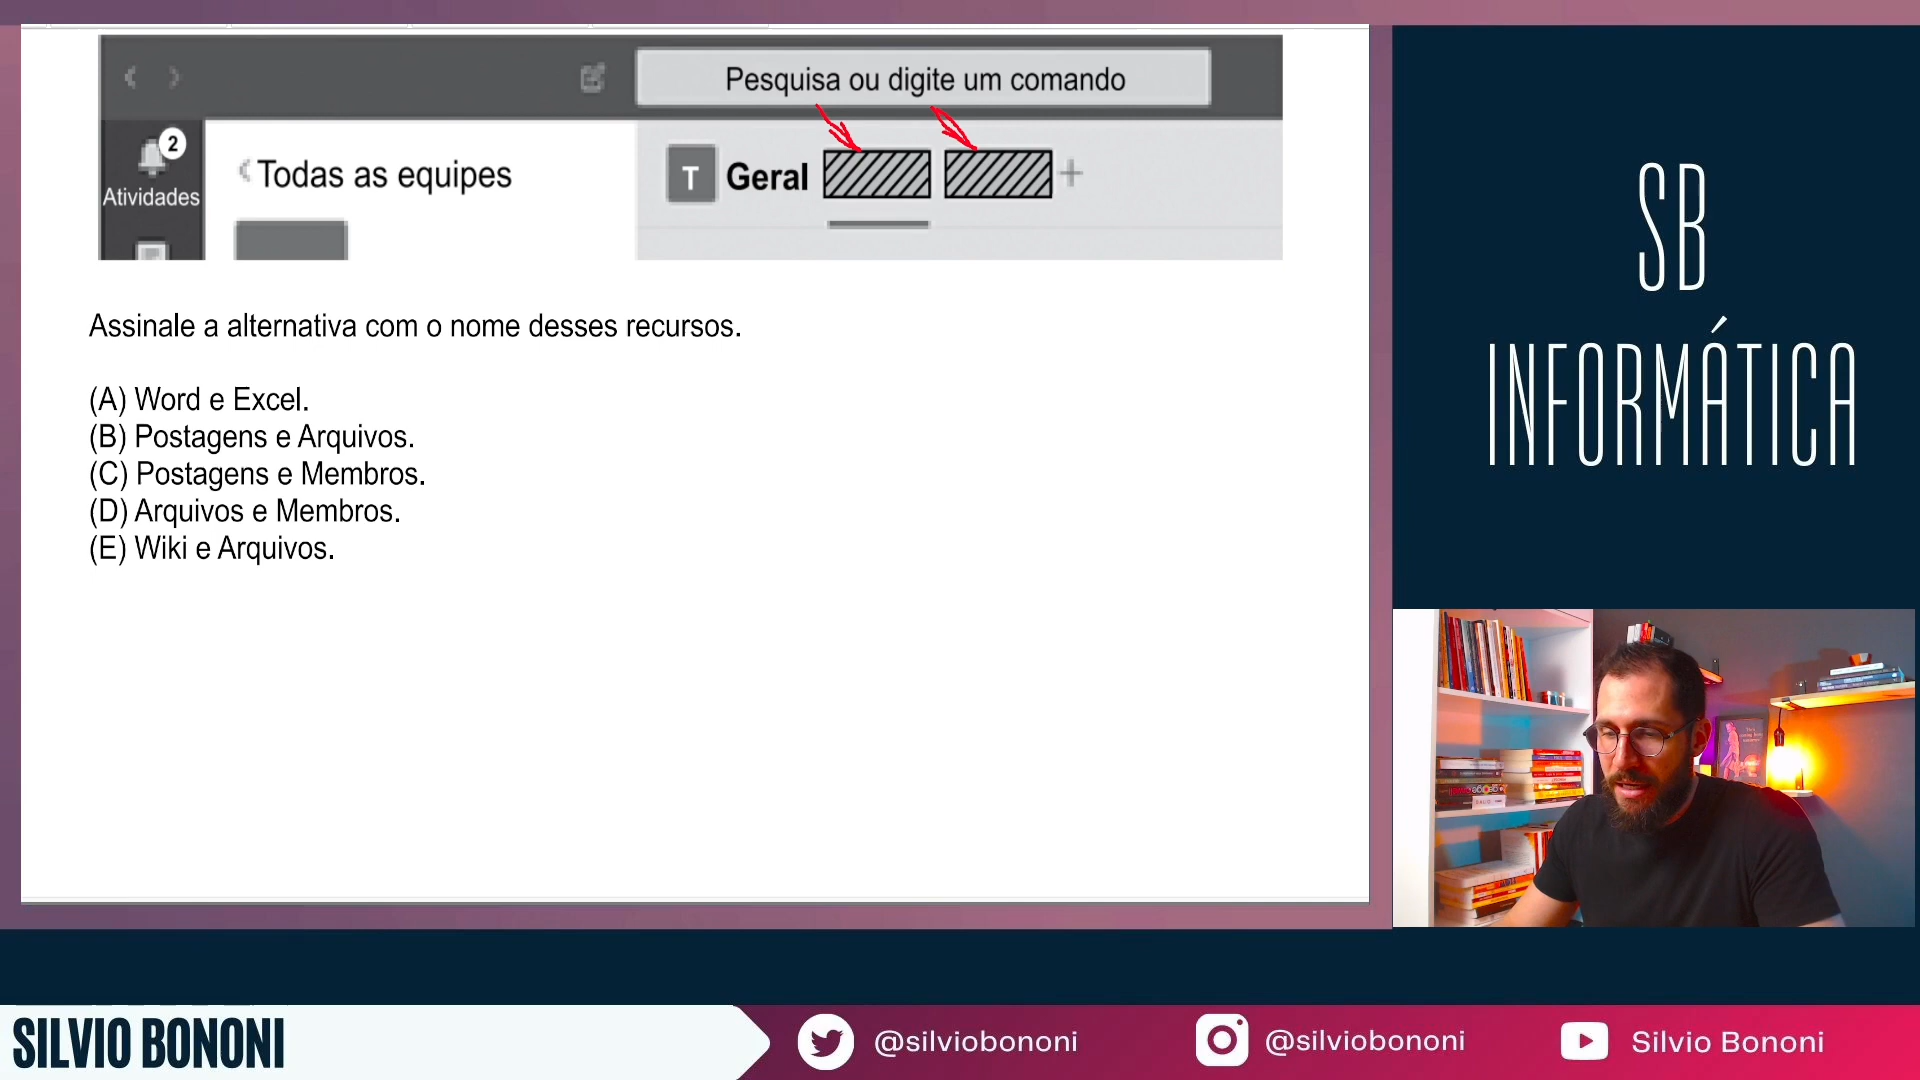 Pesquisa ou digite um comando
2
Atividades
Todas as equipes
T Geral
Assinale a alternativa com o nome desses recursos.
(A) Word e Excel.
(B) Postagens e Arquivos.
(C) Postagens e Membros.
(D) Arquivos e Membros.
(E) Wiki e Arquivos.
SB
INFORMÁTICA
SILVIO BONONI
@silviobononi
@silviobononi
Silvio Bononi